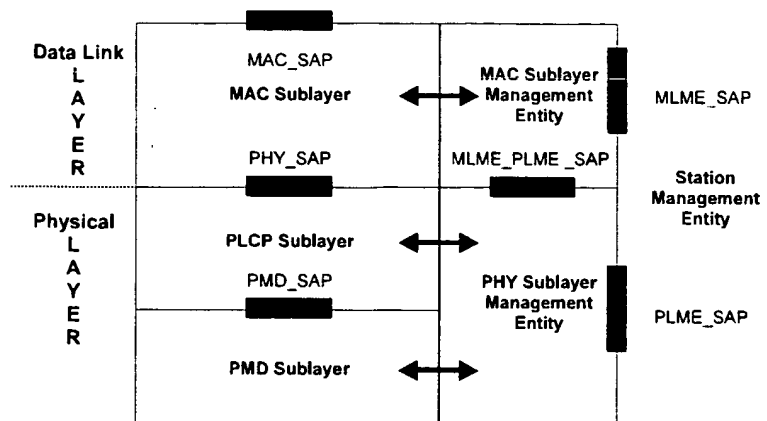 Data Link
L
A
Y
E
R
MAC_SAP
MAC Sublayer
MAC Sublayer
Management
Entity
MLME_SAP
PHY_SAP
MLME_PLME_SAP
Station
Management
Entity
Physical
L
A
Y
E
R
PLCP Sublayer
PMD_SAP
PHY Sublayer
Management
Entity
PLME_SAP
PMD Sublayer